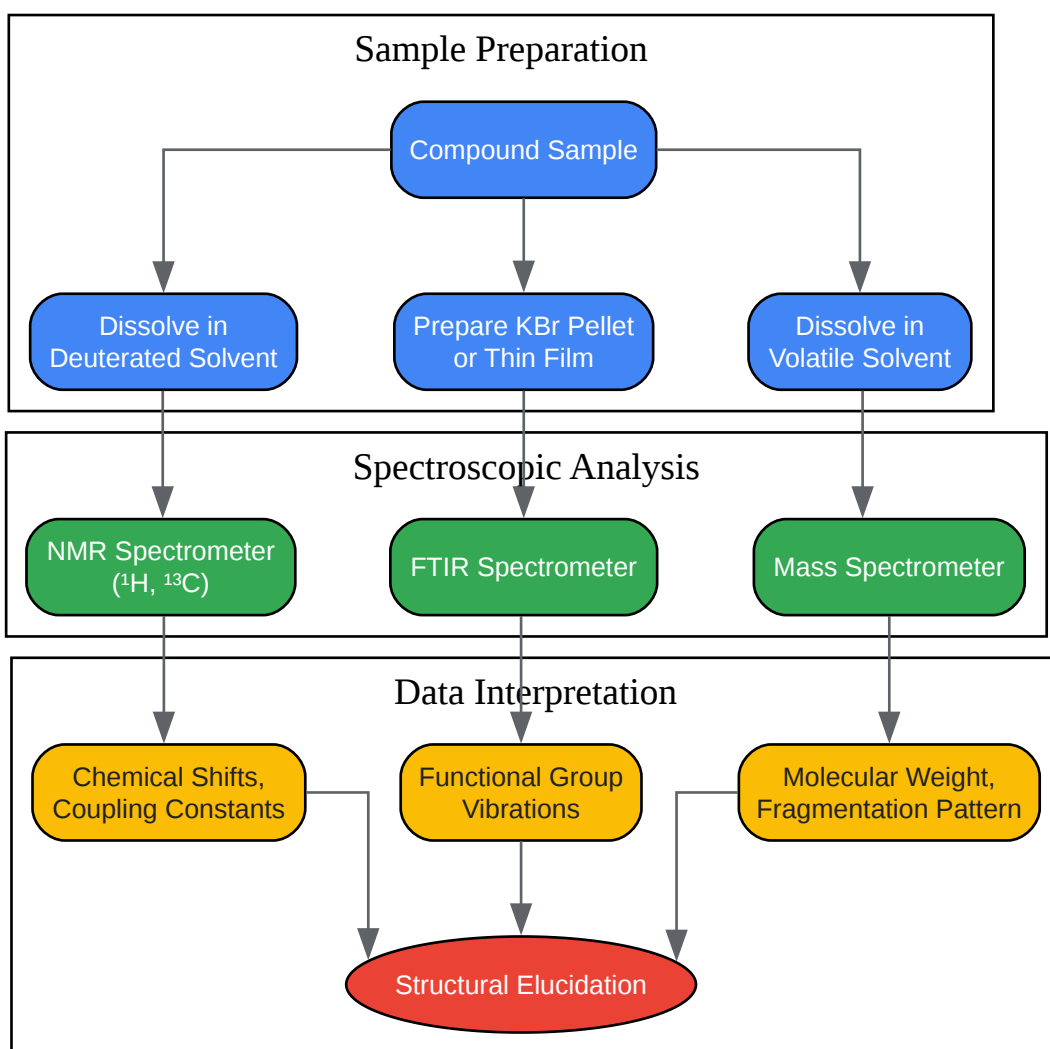 Sample Preparation
Compound Sample
Dissolve in
Deuterated Solvent
Prepare KBr Pellet
or Thin Film
Dissolve in
Volatile Solvent
Spectroscopic Analysis
NMR Spectrometer
(¹H, ¹³C)
FTIR Spectrometer
Mass Spectrometer
Data Interpretation
Chemical Shifts,
Coupling Constants
Functional Group
Vibrations
Molecular Weight,
Fragmentation Pattern
Structural Elucidation